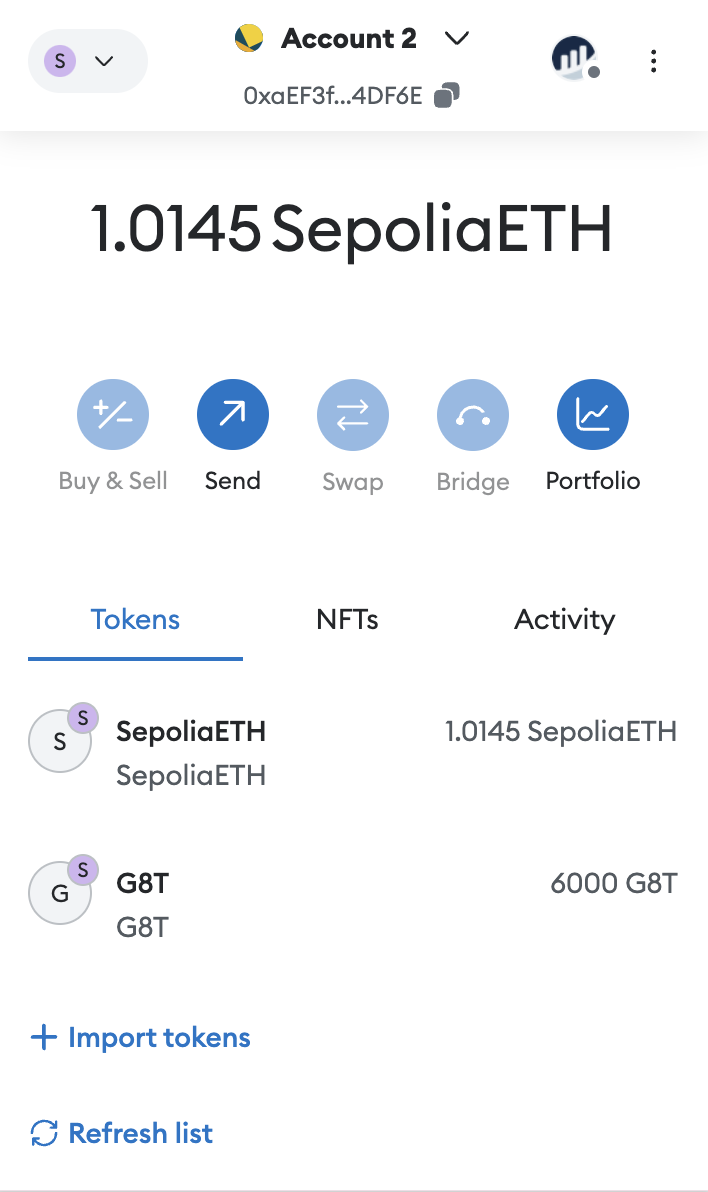 S
Account 2
0xaEF3f...4DF6E
1.0145 SepoliaETH
Buy & Sell
Send
Swap
Bridge
Portfolio
Tokens
NFTs
Activity
S
S
SepoliaETH
1.0145 SepoliaETH
SepoliaETH
S
G
G8T
6000 G8T
G8T
Import tokens
Refresh list